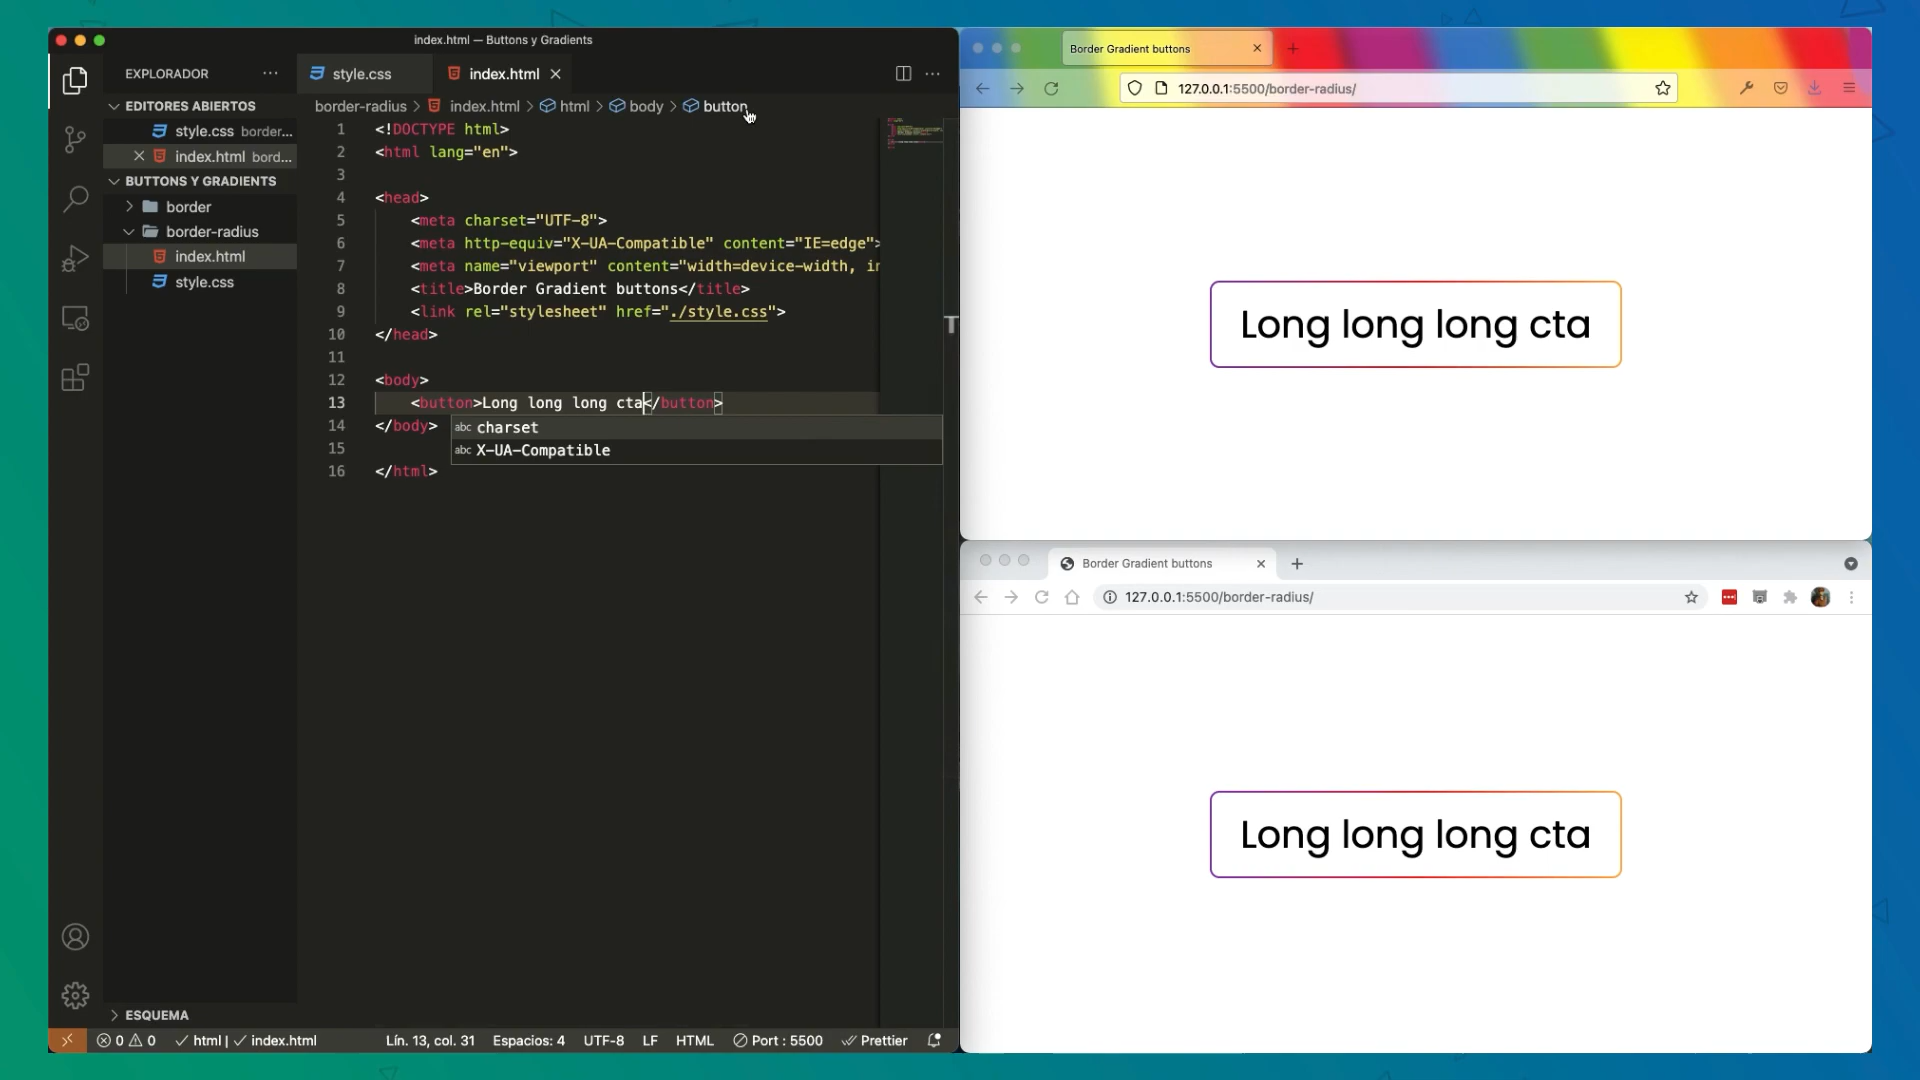 index.html — Buttons y Gradients
EXPLORADOR
style.css
index.html
EDITORES ABIERTOS
style.css border...
index.html bord...
BUTTONS Y GRADIENTS
border
border-radius
index.html
style.css
ESQUEMA
border-radius > index.html > html > body > button
1 <!DOCTYPE html>
2 <html lang="en">
3
4 <head>
5 <meta charset="UTF-8">
6 <meta http-equiv="X-UA-Compatible" content="IE=edge">
7 <meta name="viewport" content="width=device-width, in
8 <title>Border Gradient buttons</title>
9 <link rel="stylesheet" href="./style.css">
10 </head>
11
12 <body>
13 <button>Long long long cta</button>
14 </body>
15
16 </html>
abc charset
abc X-UA-Compatible
0 0 html | index.html Lín. 13, col. 31 Espacios: 4 UTF-8 LF HTML Port : 5500 Prettier
Border Gradient buttons
127.0.0.1:5500/border-radius/
Long long long cta
Border Gradient buttons
127.0.0.1:5500/border-radius/
Long long long cta